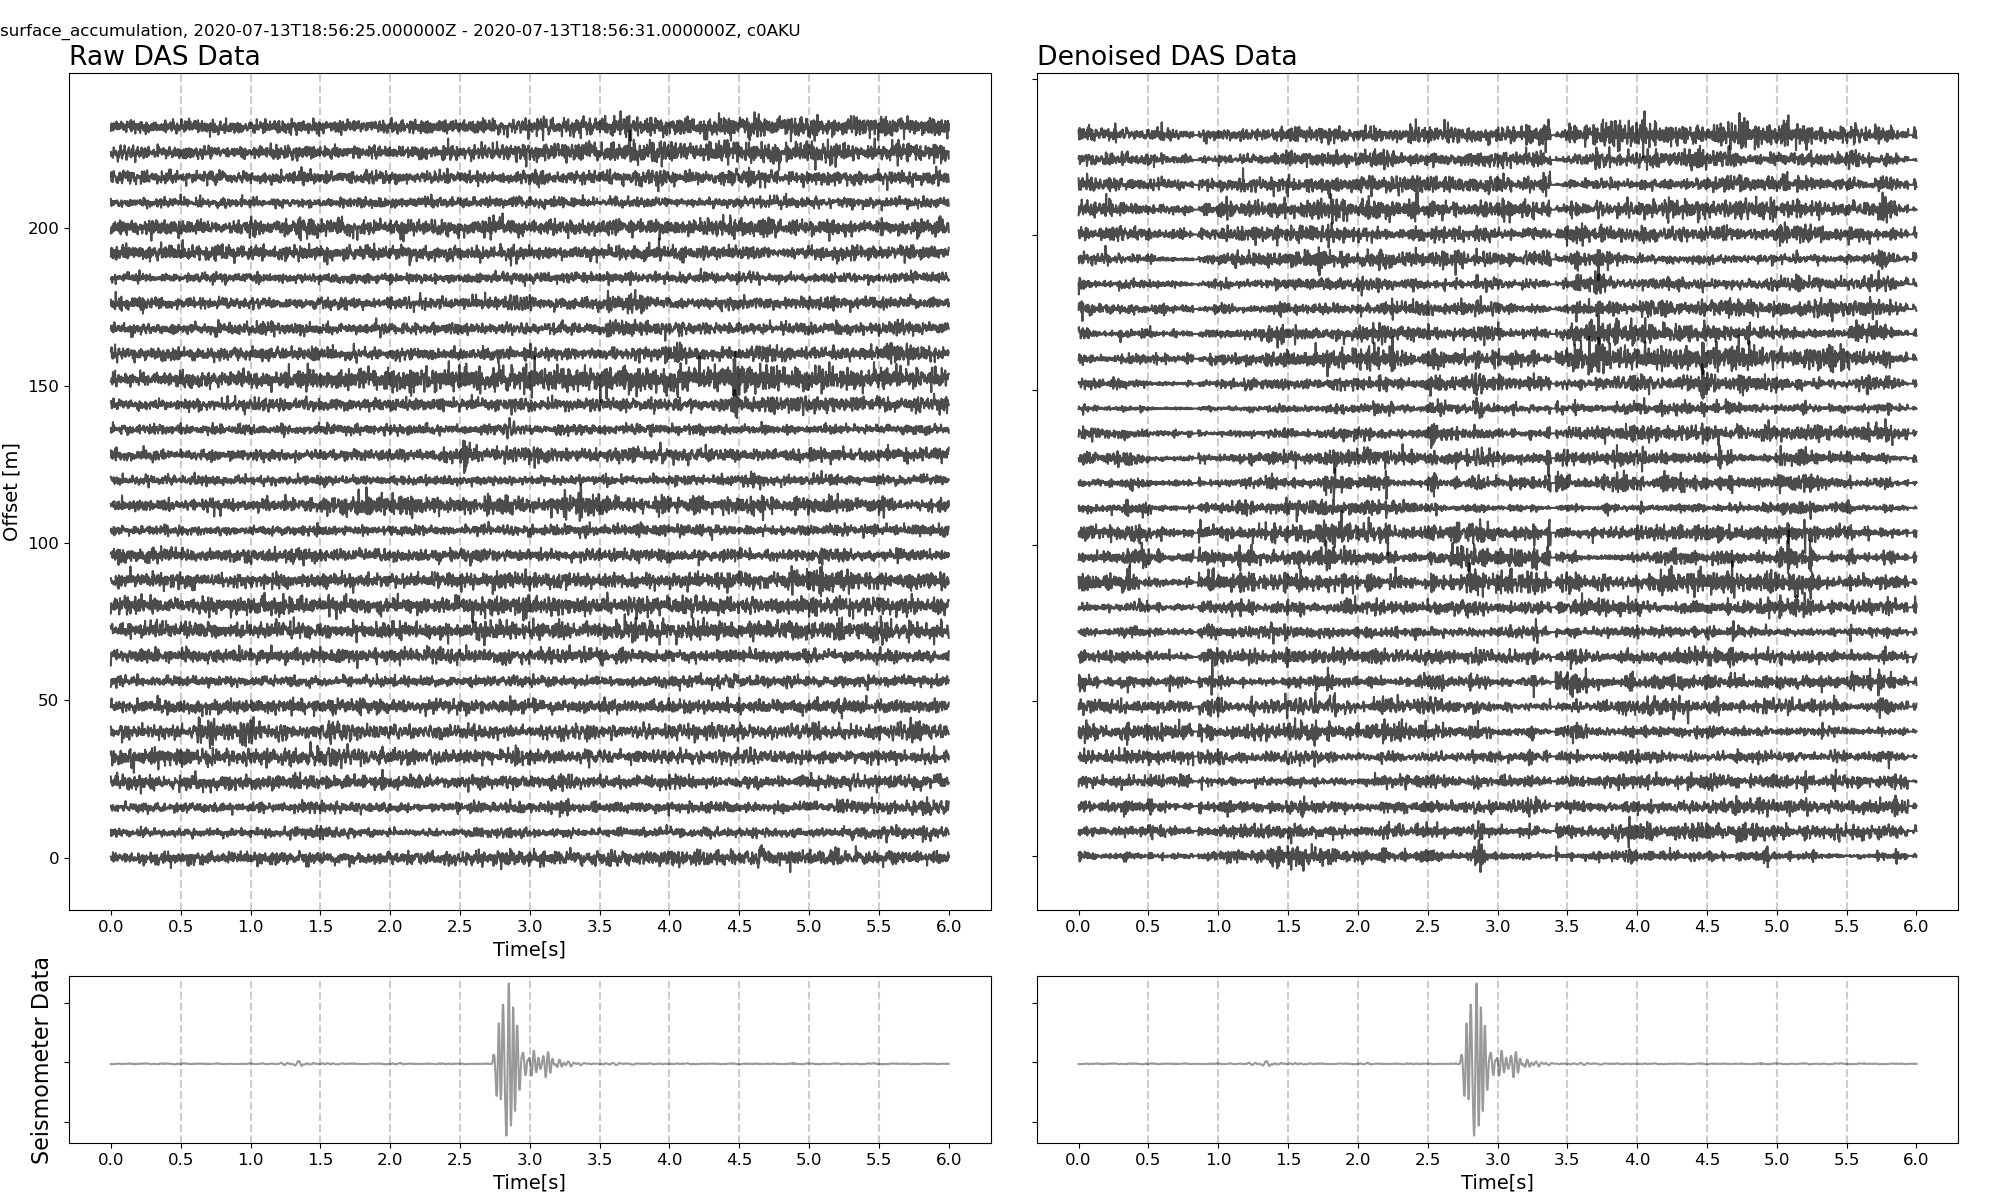 surface_accumulation, 2020-07-13T18:56:25.000000Z - 2020-07-13T18:56:31.000000Z, c0AKU
Raw DAS Data
Denoised DAS Data
Offset [m]
200
150
100
50
0
0.0 0.5 1.0 1.5 2.0 2.5 3.0 3.5 4.0 4.5 5.0 5.5 6.0
Time[s]
0.0 0.5 1.0 1.5 2.0 2.5 3.0 3.5 4.0 4.5 5.0 5.5 6.0
Seismometer Data
0.0 0.5 1.0 1.5 2.0 2.5 3.0 3.5 4.0 4.5 5.0 5.5 6.0
Time[s]
0.0 0.5 1.0 1.5 2.0 2.5 3.0 3.5 4.0 4.5 5.0 5.5 6.0
Time[s]